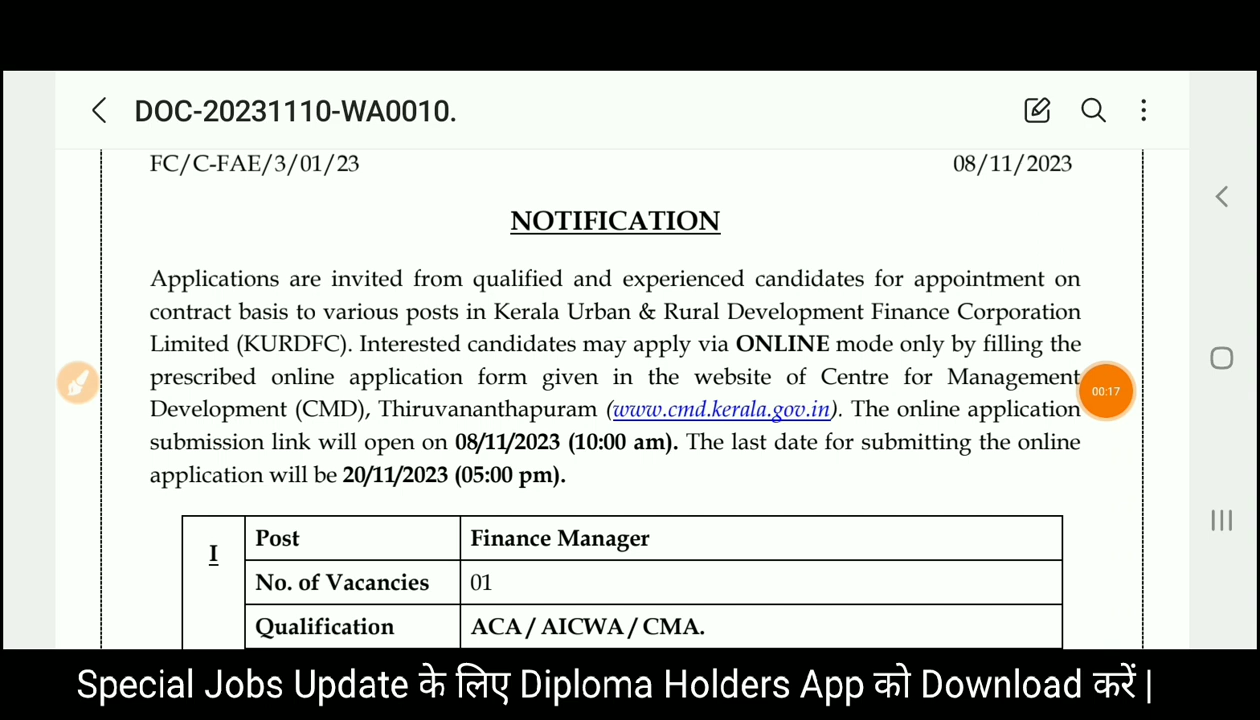 DOC-20231110-WA0010.
FC/C-FAE/3/01/23 08/11/2023
NOTIFICATION
Applications are invited from qualified and experienced candidates for appointment on
contract basis to various posts in Kerala Urban & Rural Development Finance Corporation
Limited (KURDFC). Interested candidates may apply via ONLINE mode only by filling the
prescribed online application form given in the website of Centre for Management
Development (CMD), Thiruvananthapuram (www.cmd.kerala.gov.in). The online application
submission link will open on 08/11/2023 (10:00 am). The last date for submitting the online
application will be 20/11/2023 (05:00 pm).
00:17
I Post Finance Manager
No. of Vacancies 01
Qualification ACA / AICWA / CMA.
Special Jobs Update के लिए Diploma Holders App को Download करें |